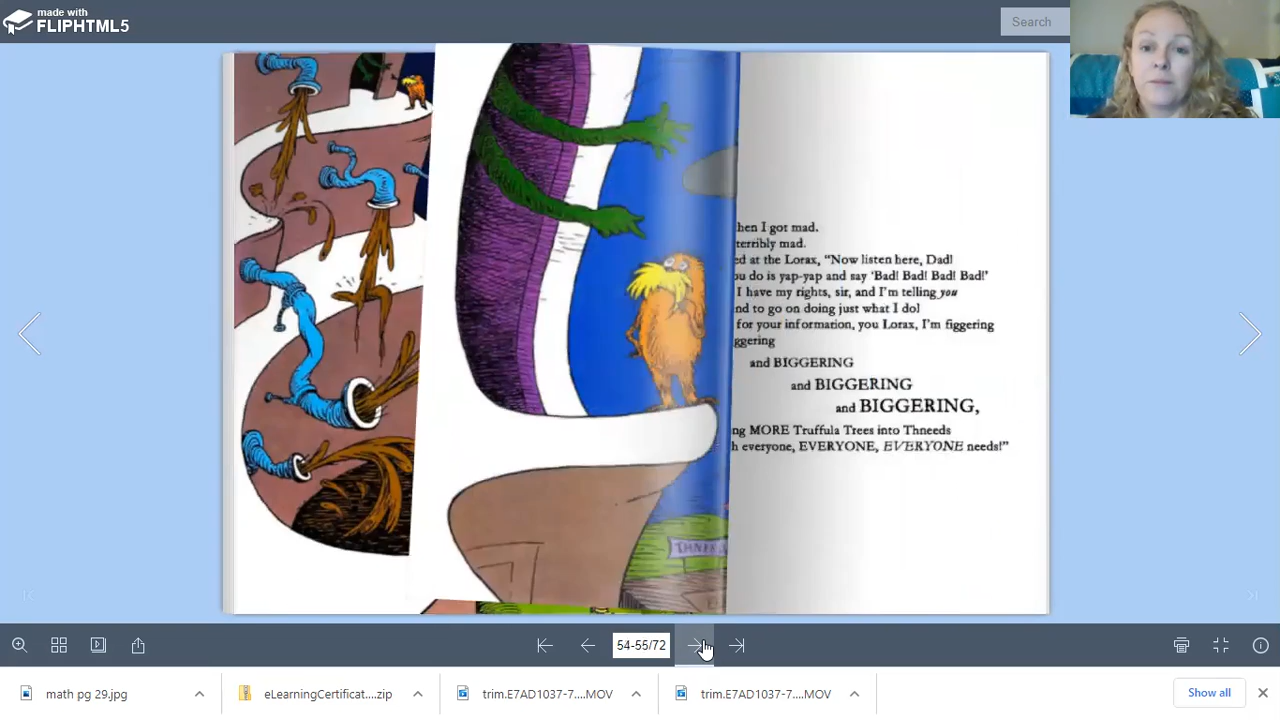 made with
FLIPHTML5
Search
hen I got mad.
terribly mad.
ed at the Lorax, “Now listen here, Dad!
ou do is yap-yap and say ‘Bad! Bad! Bad! Bad!’
I have my rights, sir, and I’m telling you
nd to go on doing just what I do!
for your information, you Lorax, I’m figgering
ggering
and BIGGERING
and BIGGERING
and BIGGERING,
ng MORE Truffula Trees into Thneeds
h everyone, EVERYONE, EVERYONE needs!”
54-55/72
math pg 29.jpg
eLearningCertificat....zip
trim.E7AD1037-7....MOV
trim.E7AD1037-7....MOV
Show all